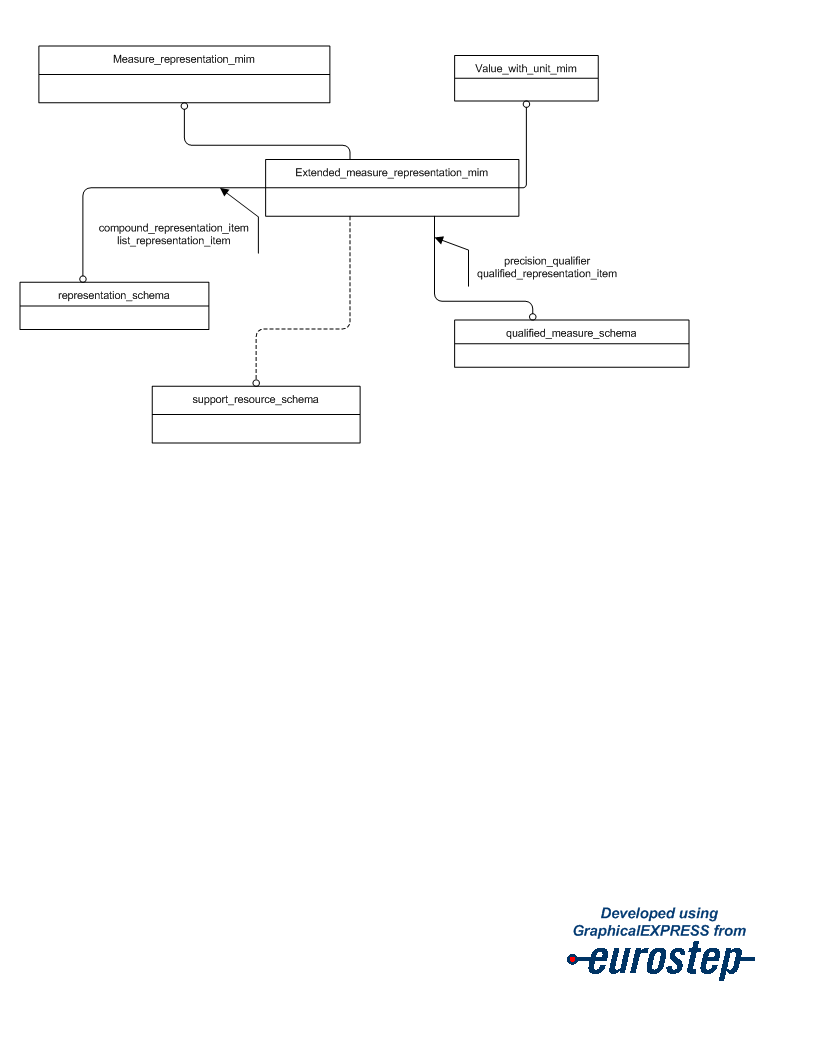 Measure_representation_mim
Value_with_unit_mim
Extended_measure_representation_mim
compound_representation_item
list_representation_item
precision_qualifier
qualified_representation_item
representation_schema
qualified_measure_schema
support_resource_schema
Developed using
GraphicalEXPRESS from
eurostep